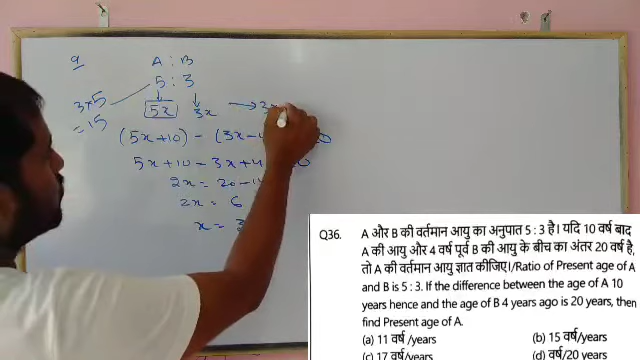 9
A : B
5 : 3
3×5
= 15
5x 3x → 3
(5x+10) - (3x-4
5x + 10 - 3x + 4
2x = 20 - 14
2x = 6
x = 3
Q36. A और B की वर्तमान आयु का अनुपात 5 : 3 है। यदि 10 वर्ष बाद
A की आयु और 4 वर्ष पूर्व B की आयु के बीच का अंतर 20 वर्ष है,
तो A की वर्तमान आयु ज्ञात कीजिए।/Ratio of Present age of A
and B is 5 : 3. If the difference between the age of A 10
years hence and the age of B 4 years ago is 20 years, then
find Present age of A.
(a) 11 वर्ष /years (b) 15 वर्ष/years
(c) 17 वर्ष/years (d) वर्ष/20 years